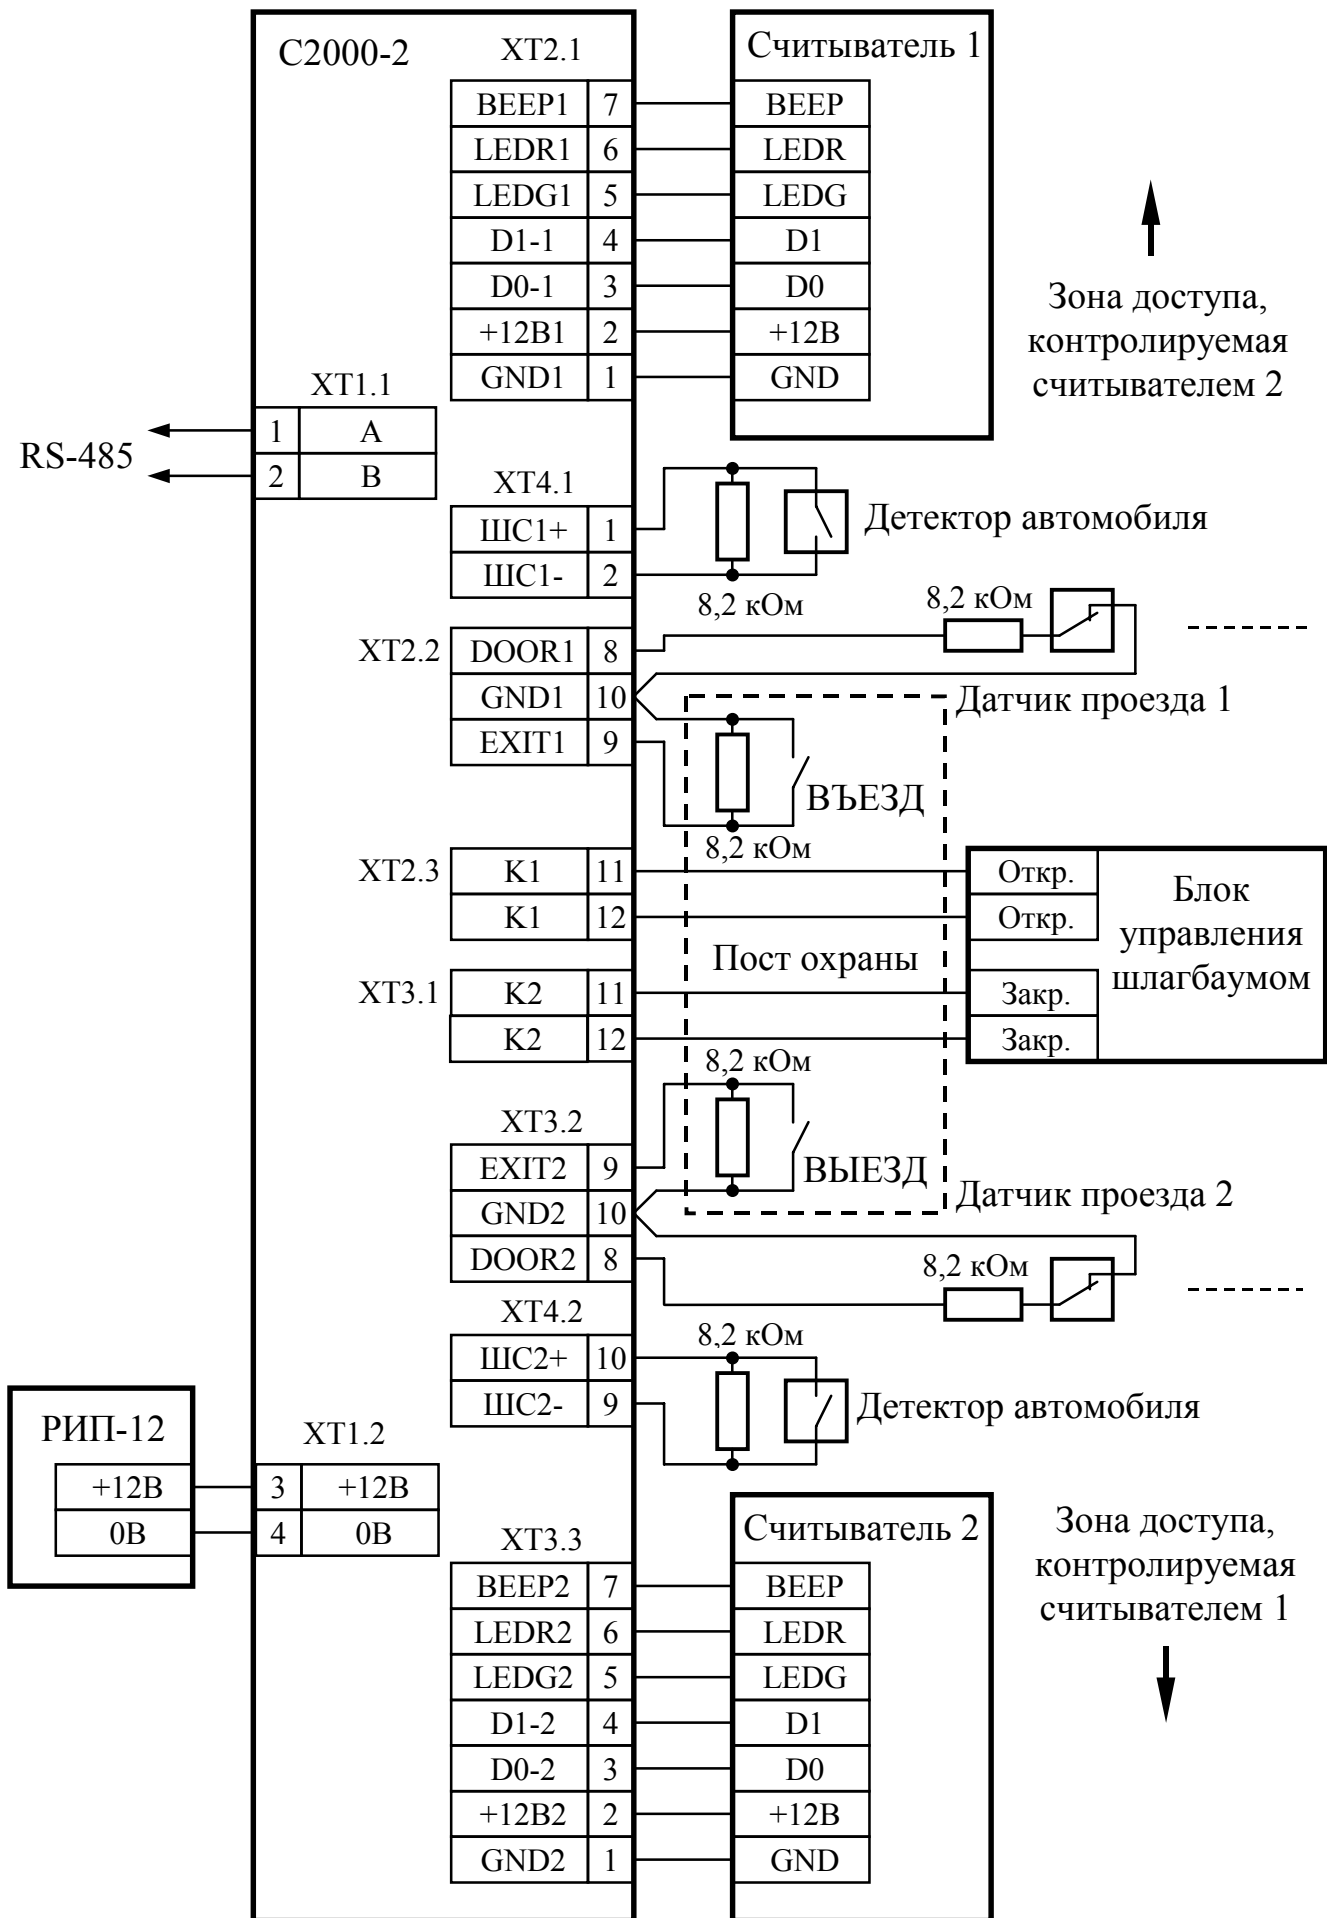 С2000-2
XT2.1
Считыватель 1
BEEP1 7 BEEP
LEDR1 6 LEDR
LEDG1 5 LEDG
D1-1 4 D1
D0-1 3 D0
+12В1 2 +12В
GND1 1 GND
Зона доступа,
контролируемая
считывателем 2
XT1.1
RS-485
1 A
2 B
XT4.1
ШС1+ 1
ШС1- 2
Детектор автомобиля
8,2 кОм
8,2 кОм
XT2.2
DOOR1 8
GND1 10
EXIT1 9
Датчик проезда 1
ВЪЕЗД
8,2 кОм
XT2.3
K1 11 Откр.
K1 12 Откр.
Блок
управления
шлагбаумом
Пост охраны
XT3.1
K2 11 Закр.
K2 12 Закр.
8,2 кОм
XT3.2
EXIT2 9
GND2 10
DOOR2 8
ВЫЕЗД
Датчик проезда 2
8,2 кОм
XT4.2
8,2 кОм
ШС2+ 10
ШС2- 9
Детектор автомобиля
РИП-12
XT1.2
+12В 3 +12В
0В 4 0В
XT3.3
Считыватель 2
BEEP2 7 BEEP
LEDR2 6 LEDR
LEDG2 5 LEDG
D1-2 4 D1
D0-2 3 D0
+12В2 2 +12В
GND2 1 GND
Зона доступа,
контролируемая
считывателем 1